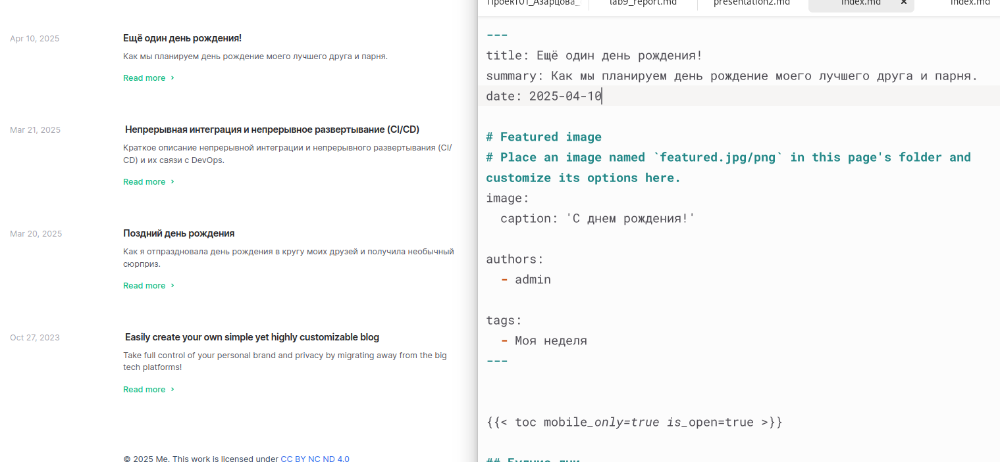 Apr 10, 2025
Ещё один день рождения!
Как мы планируем день рождение моего лучшего друга и парня.
Read more ›
Mar 21, 2025
Непрерывная интеграция и непрерывное развертывание (CI/CD)
Краткое описание непрерывной интеграции и непрерывного развертывания (CI/
CD) и их связи с DevOps.
Read more ›
Mar 20, 2025
Поздний день рождения
Как я отпраздновала день рождения в кругу моих друзей и получила необычный
сюрприз.
Read more ›
Oct 27, 2023
Easily create your own simple yet highly customizable blog
Take full control of your personal brand and privacy by migrating away from the big
tech platforms!
Read more ›
© 2025 Me. This work is licensed under CC BY NC ND 4.0
Проект01_Азарцова_
lab9_report.md
presentation2.md
index.md ×
index.md
---
title: Ещё один день рождения!
summary: Как мы планируем день рождение моего лучшего друга и парня.
date: 2025-04-10
# Featured image
# Place an image named `featured.jpg/png` in this page's folder and
customize its options here.
image:
caption: 'С днем рождения!'
authors:
- admin
tags:
- Моя неделя
---
{{< toc mobile_only=true is_open=true >}}
## Будние дни